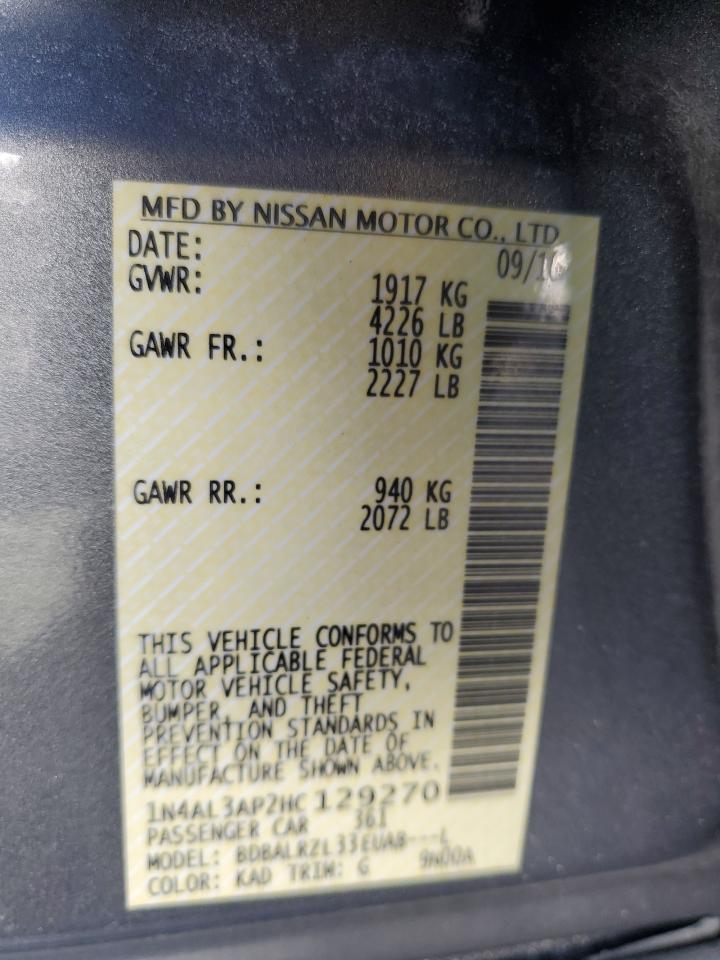 MFD BY NISSAN MOTOR CO., LTD
DATE:
GVWR: 1917 KG
4226 LB
GAWR FR.: 1010 KG
2227 LB
GAWR RR.: 940 KG
2072 LB
THIS VEHICLE CONFORMS TO
ALL APPLICABLE FEDERAL
MOTOR VEHICLE SAFETY,
BUMPER, AND THEFT
PREVENTION STANDARDS IN
EFFECT ON THE DATE OF
MANUFACTURE SHOWN ABOVE.
1N4AL3AP2HC129270
PASSENGER CAR 361
MODEL: BDBALRZL33EUAB---L
COLOR: KAD TRIM: G 9N00A